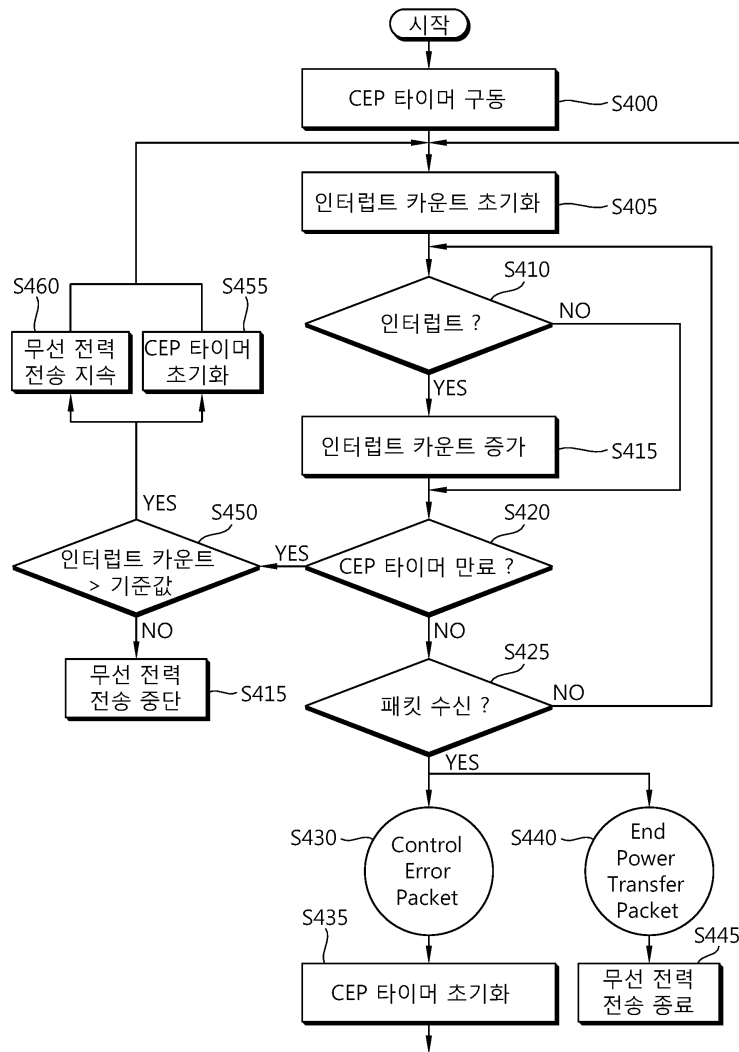 시작
CEP 타이머 구동
S400
인터럽트 카운트 초기화
S405
S410
인터럽트 ?
NO
YES
S460
S455
무선 전력
전송 지속
CEP 타이머
초기화
인터럽트 카운트 증가
S415
YES
S450
인터럽트 카운트
> 기준값
YES
S420
CEP 타이머 만료 ?
NO
NO
무선 전력
전송 중단
S415
S425
패킷 수신 ?
NO
YES
S430
Control
Error
Packet
S440
End
Power
Transfer
Packet
S435
CEP 타이머 초기화
S445
무선 전력
전송 종료